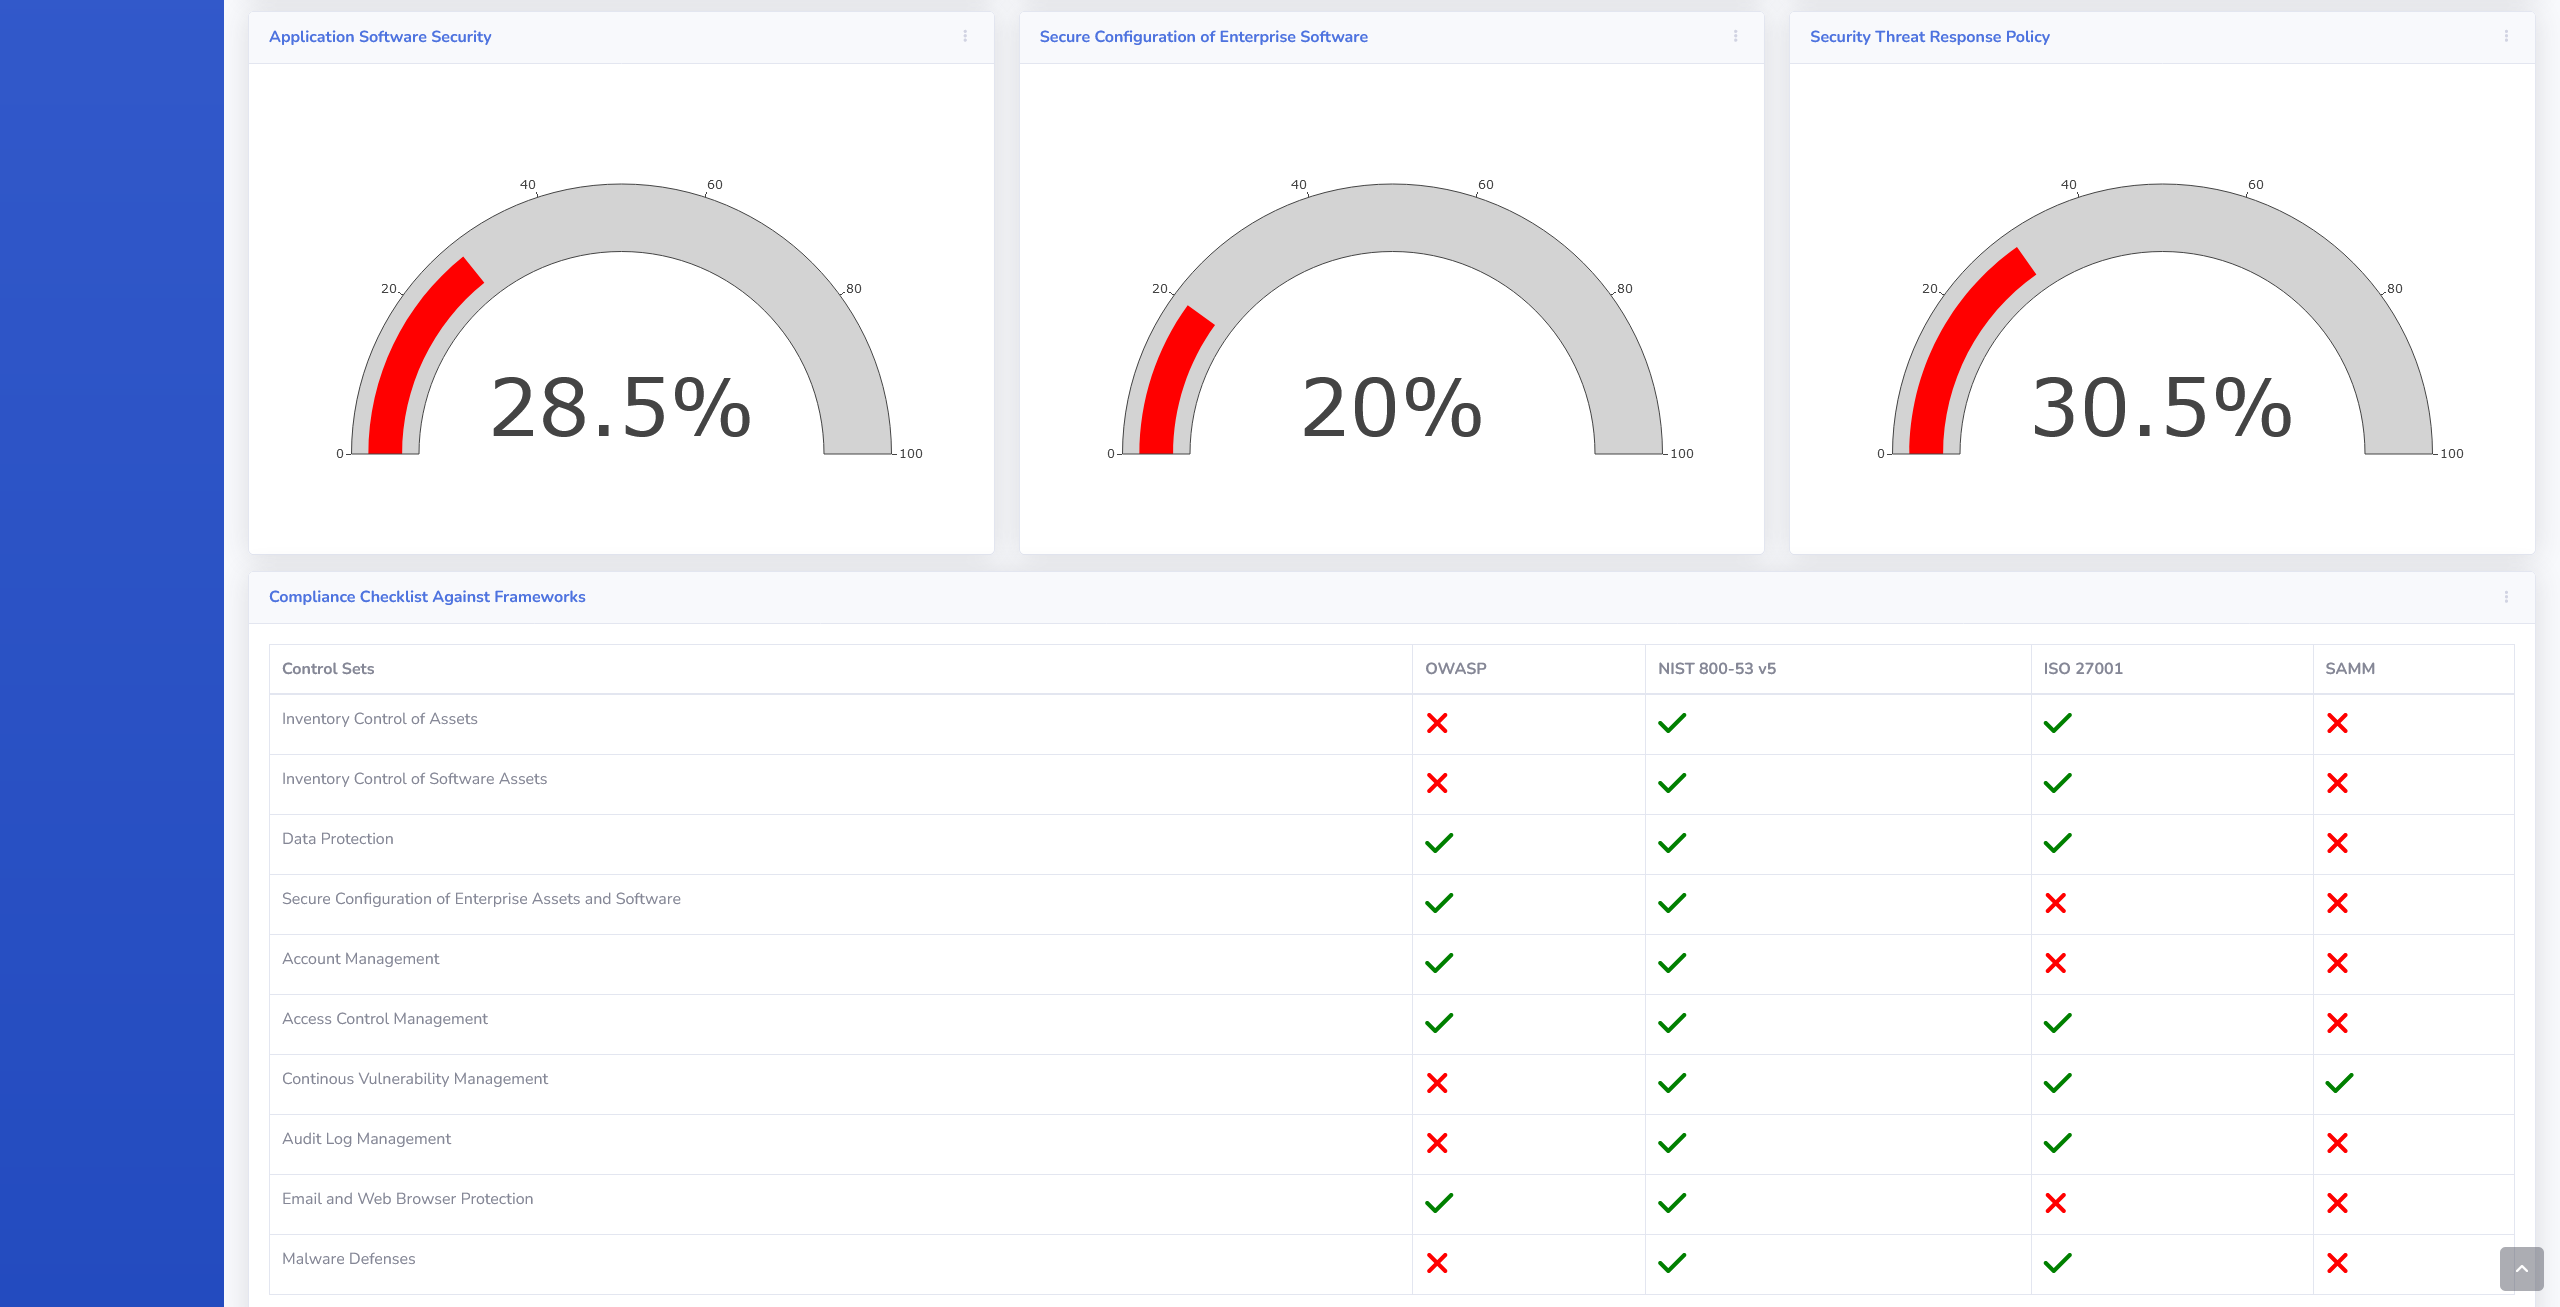 Application Software Security
Secure Configuration of Enterprise Software
Security Threat Response Policy
0 20 40 60 80 100
28.5%
0 20 40 60 80 100
20%
0 20 40 60 80 100
30.5%
Compliance Checklist Against Frameworks
Control Sets OWASP NIST 800-53 v5 ISO 27001 SAMM
Inventory Control of Assets
Inventory Control of Software Assets
Data Protection
Secure Configuration of Enterprise Assets and Software
Account Management
Access Control Management
Continous Vulnerability Management
Audit Log Management
Email and Web Browser Protection
Malware Defenses